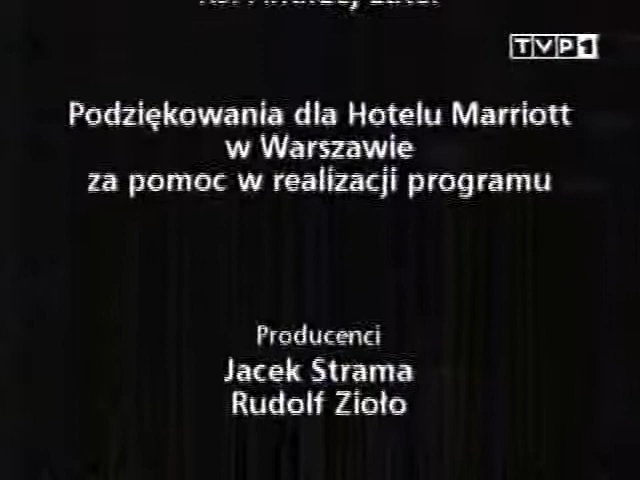 TVP1
Podziękowania dla Hotelu Marriott
w Warszawie
za pomoc w realizacji programu
Producenci
Jacek Strama
Rudolf Zioło